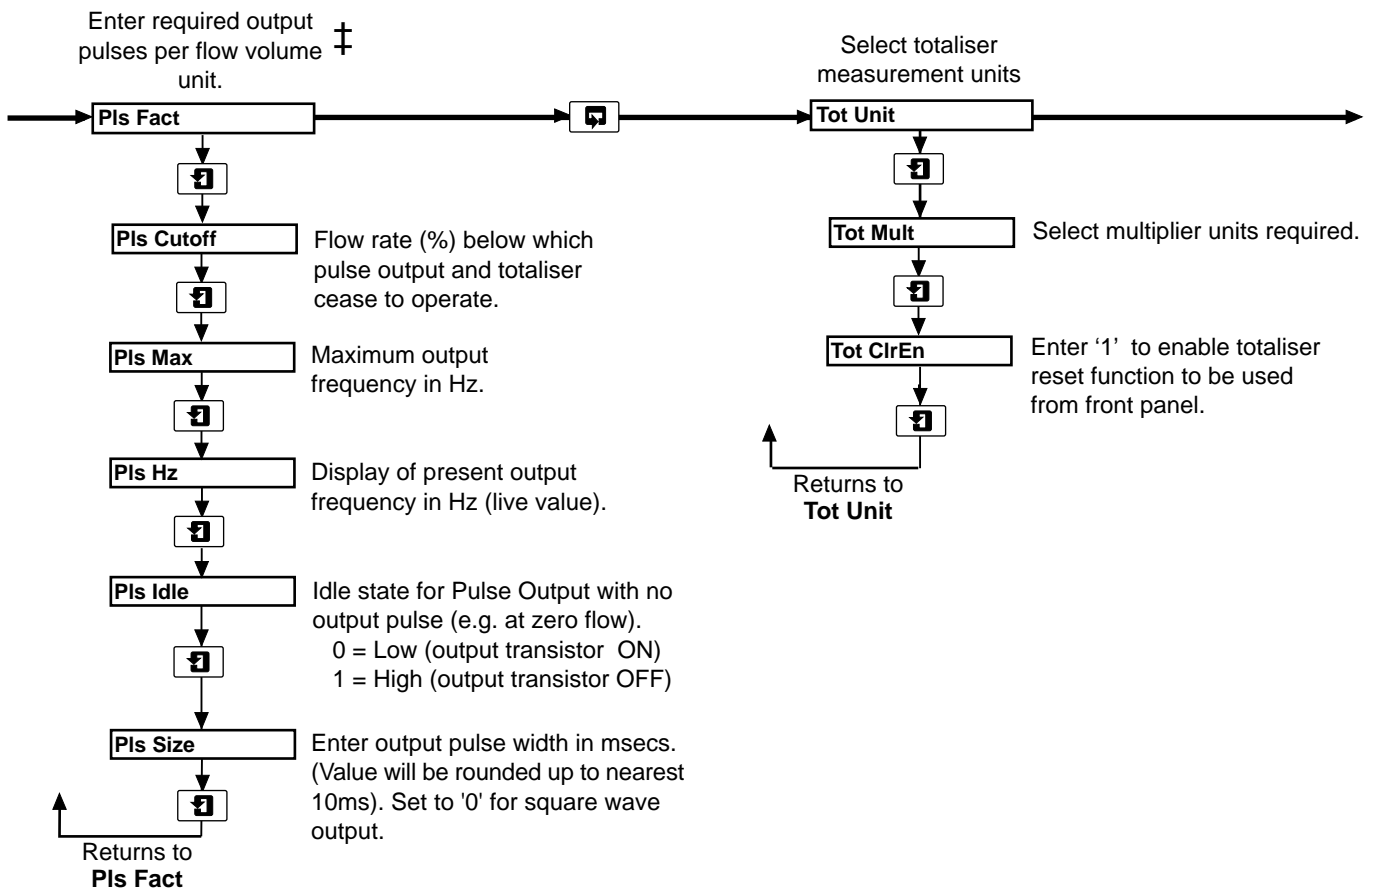 Enter required output
pulses per flow volume ‡
unit.
Pls Fact
Pls Cutoff
Flow rate (%) below which
pulse output and totaliser
cease to operate.
Pls Max
Maximum output
frequency in Hz.
Pls Hz
Display of present output
frequency in Hz (live value).
Pls Idle
Idle state for Pulse Output with no
output pulse (e.g. at zero flow).
0 = Low (output transistor  ON)
1 = High (output transistor OFF)
Pls Size
Enter output pulse width in msecs.
(Value will be rounded up to nearest
10ms). Set to '0' for square wave
output.
Returns to
Pls Fact
Select totaliser
measurement units
Tot Unit
Tot Mult
Select multiplier units required.
Tot ClrEn
Enter ‘1’  to enable totaliser
reset function to be used
from front panel.
Returns to
Tot Unit